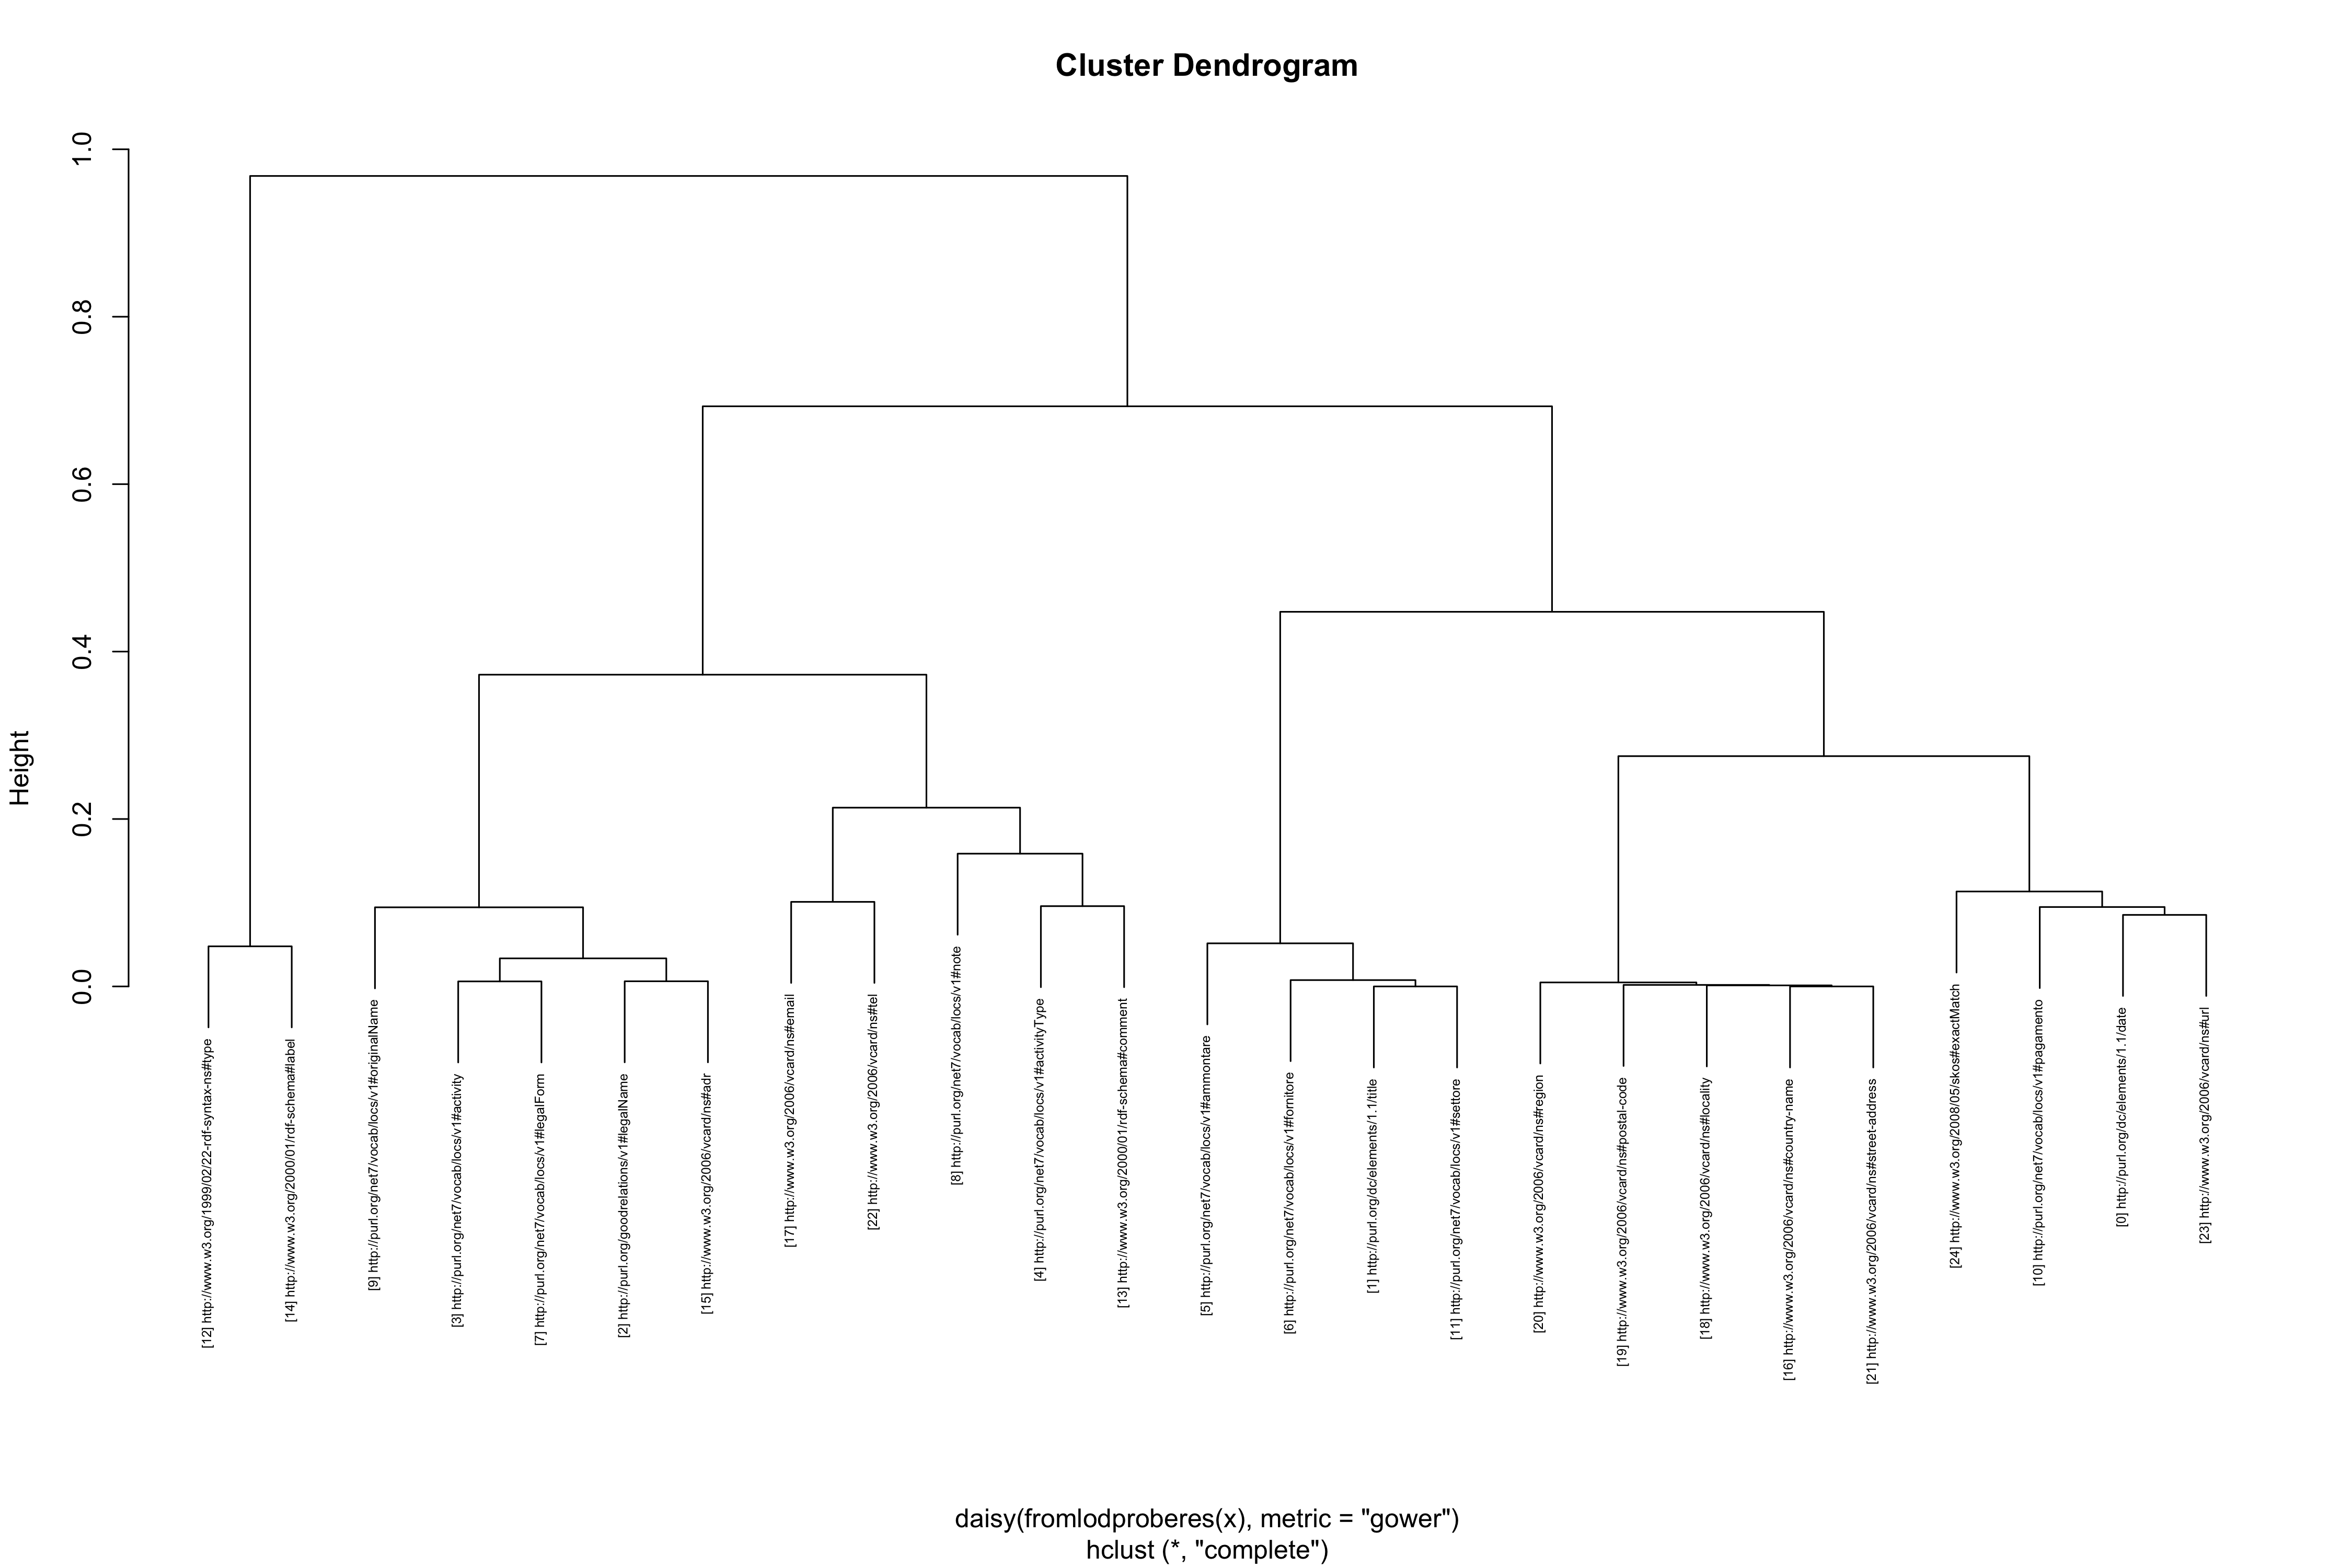 Cluster Dendrogram
Height
1.0
0.8
0.6
0.4
0.2
0.0
[12] http://www.w3.org/1999/02/22-rdf-syntax-ns#type
[14] http://www.w3.org/2000/01/rdf-schema#label
[9] http://purl.org/net7/vocab/locs/v1#originalName
[3] http://purl.org/net7/vocab/locs/v1#activity
[7] http://purl.org/net7/vocab/locs/v1#legalForm
[2] http://purl.org/goodrelations/v1#legalName
[15] http://www.w3.org/2006/vcard/ns#adr
[17] http://www.w3.org/2006/vcard/ns#email
[22] http://www.w3.org/2006/vcard/ns#tel
[8] http://purl.org/net7/vocab/locs/v1#note
[4] http://purl.org/net7/vocab/locs/v1#activityType
[13] http://www.w3.org/2000/01/rdf-schema#comment
[5] http://purl.org/net7/vocab/locs/v1#ammontare
[6] http://purl.org/net7/vocab/locs/v1#fornitore
[1] http://purl.org/dc/elements/1.1/title
[11] http://purl.org/net7/vocab/locs/v1#settore
[20] http://www.w3.org/2006/vcard/ns#region
[19] http://www.w3.org/2006/vcard/ns#postal-code
[18] http://www.w3.org/2006/vcard/ns#locality
[16] http://www.w3.org/2006/vcard/ns#country-name
[21] http://www.w3.org/2006/vcard/ns#street-address
[24] http://www.w3.org/2008/05/skos#exactMatch
[10] http://purl.org/net7/vocab/locs/v1#pagamento
[0] http://purl.org/dc/elements/1.1/date
[23] http://www.w3.org/2006/vcard/ns#url
daisy(fromlodproberes(x), metric = "gower")
hclust (*, "complete")